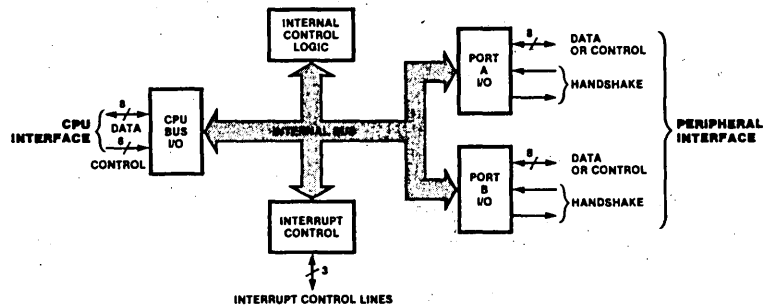 INTERNAL
CONTROL
LOGIC
CPU
INTERFACE
8
DATA
6
CONTROL
CPU
BUS
I/O
INTERNAL BUS
PORT
A
I/O
8
DATA
OR CONTROL
HANDSHAKE
PERIPHERAL
INTERFACE
PORT
B
I/O
8
DATA
OR CONTROL
HANDSHAKE
INTERRUPT
CONTROL
3
INTERRUPT CONTROL LINES